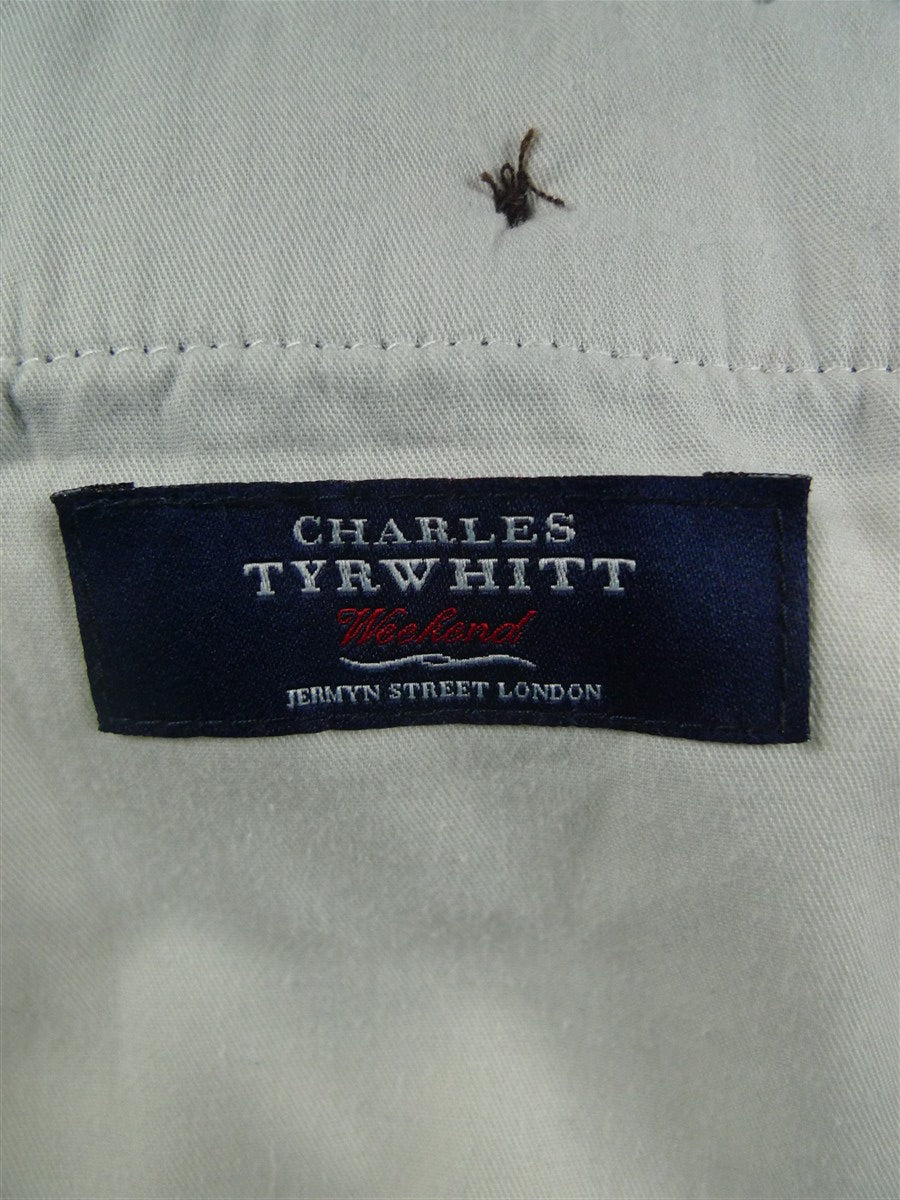 CHARLES
TYRWHITT
Weekend
JERMYN STREET LONDON